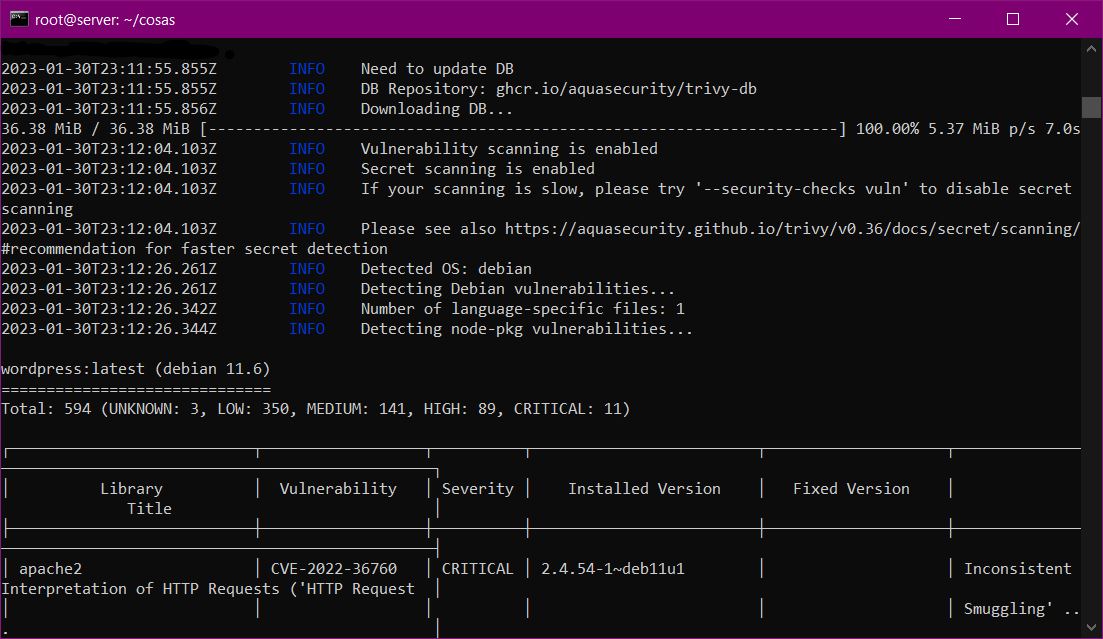 root@server: ~/cosas
2023-01-30T23:11:55.855Z INFO Need to update DB
2023-01-30T23:11:55.855Z INFO DB Repository: ghcr.io/aquasecurity/trivy-db
2023-01-30T23:11:55.856Z INFO Downloading DB...
36.38 MiB / 36.38 MiB [----------------------------------------------------------------------] 100.00% 5.37 MiB p/s 7.0s
2023-01-30T23:12:04.103Z INFO Vulnerability scanning is enabled
2023-01-30T23:12:04.103Z INFO Secret scanning is enabled
2023-01-30T23:12:04.103Z INFO If your scanning is slow, please try '--security-checks vuln' to disable secret
scanning
2023-01-30T23:12:04.103Z INFO Please see also https://aquasecurity.github.io/trivy/v0.36/docs/secret/scanning/
#recommendation for faster secret detection
2023-01-30T23:12:26.261Z INFO Detected OS: debian
2023-01-30T23:12:26.261Z INFO Detecting Debian vulnerabilities...
2023-01-30T23:12:26.342Z INFO Number of language-specific files: 1
2023-01-30T23:12:26.344Z INFO Detecting node-pkg vulnerabilities...
wordpress:latest (debian 11.6)
==============================
Total: 594 (UNKNOWN: 3, LOW: 350, MEDIUM: 141, HIGH: 89, CRITICAL: 11)
Library Vulnerability Severity Installed Version Fixed Version
Title
apache2 CVE-2022-36760 CRITICAL 2.4.54-1~deb11u1 Inconsistent
Interpretation of HTTP Requests ('HTTP Request
Smuggling' ..
.